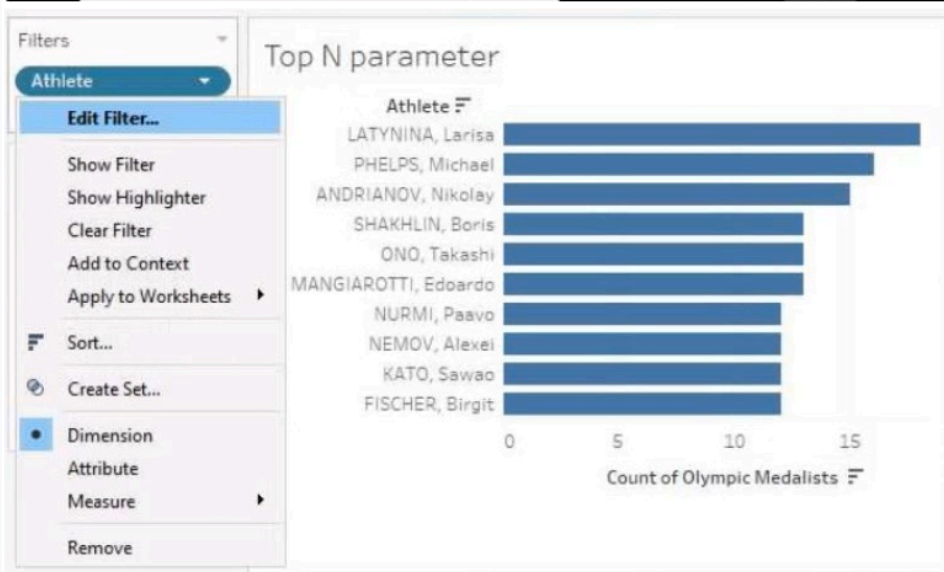 Filters
Athlete
Edit Filter...
Show Filter
Show Highlighter
Clear Filter
Add to Context
Apply to Worksheets
Sort...
Create Set...
Dimension
Attribute
Measure
Remove
Top N parameter
Athlete
LATYNINA, Larisa
PHELPS, Michael
ANDRIANOV, Nikolay
SHAKHLIN, Boris
ONO, Takashi
MANGIAROTTI, Edoardo
NURMI, Paavo
NEMOV, Alexei
KATO, Sawao
FISCHER, Birgit
0 5 10 15
Count of Olympic Medalists